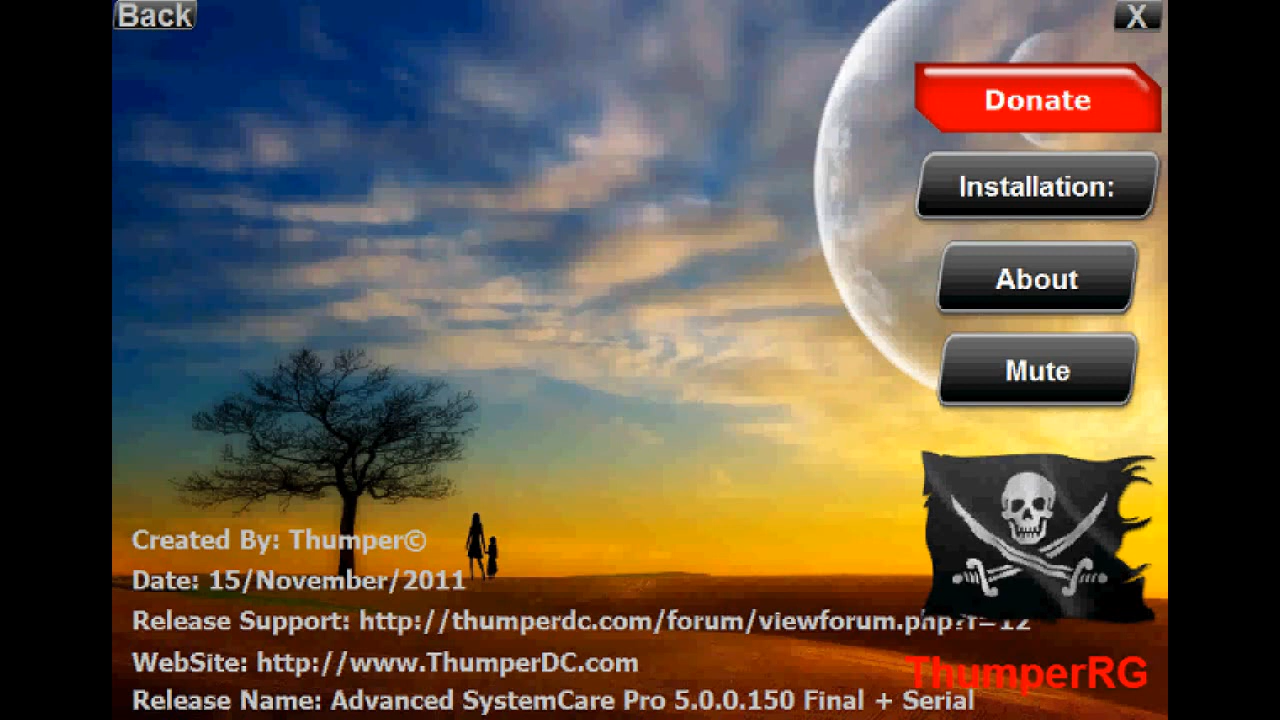 Back
X
Donate
Installation:
About
Mute
Created By: Thumper©
Date: 15/November/2011
Release Support: http://thumperdc.com/forum/viewforum.php?f=12
WebSite: http://www.ThumperDC.com
ThumperRG
Release Name: Advanced SystemCare Pro 5.0.0.150 Final + Serial